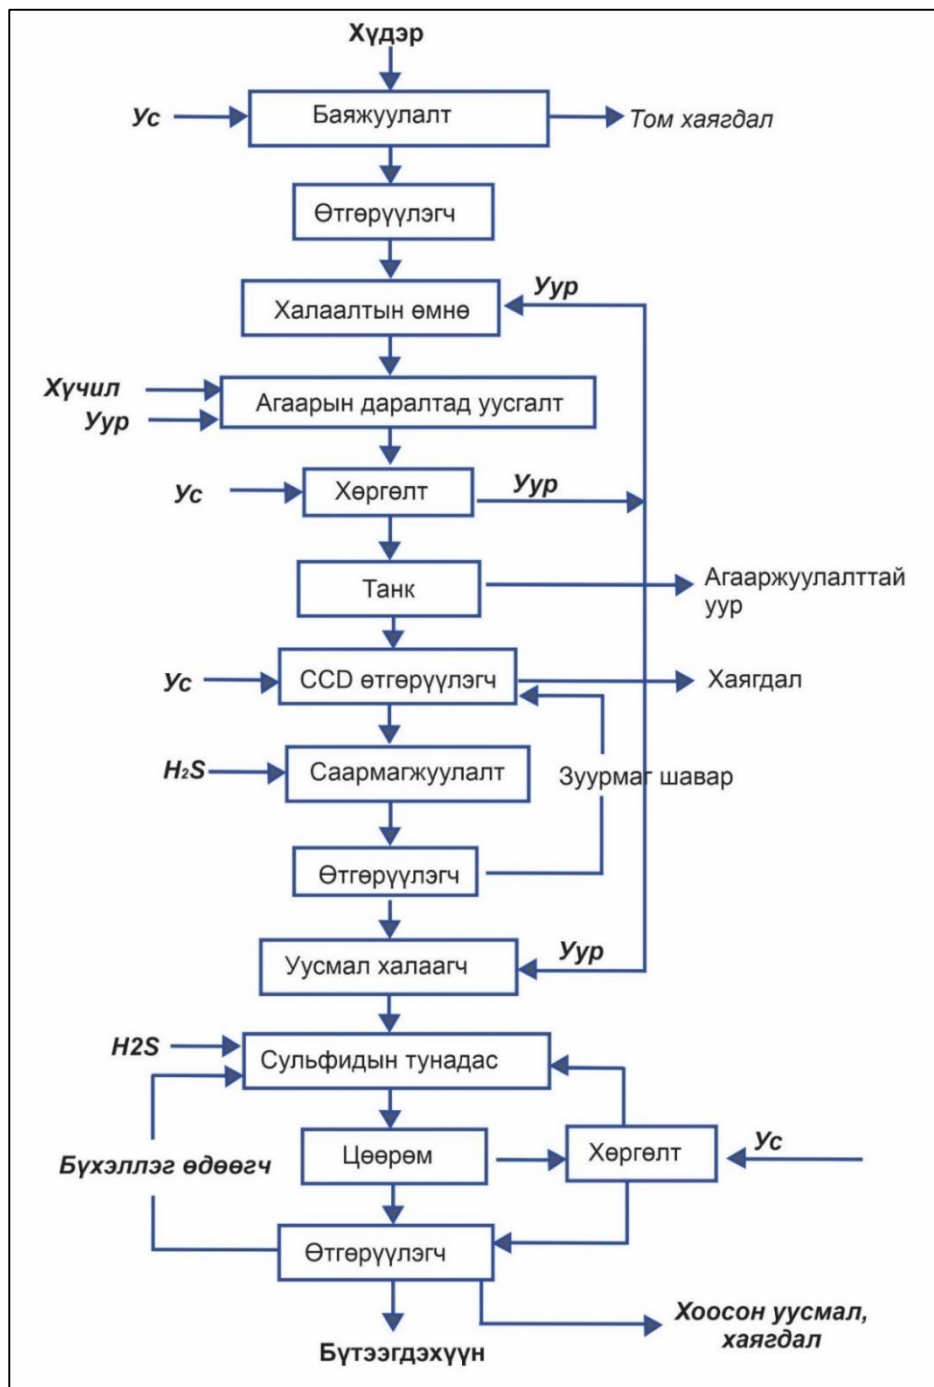 Хүдэр
Ус
Баяжуулалт
Том хаягдал
Өтгөрүүлэгч
Уур
Халаалтын өмнө
Хүчил
Уур
Агаарын даралтад уусгалт
Ус
Хөргөлт
Уур
Танк
Агааржуулалттай
уур
Ус
CCD өтгөрүүлэгч
Хаягдал
H₂S
Саармагжуулалт
Зуурмаг шавар
Өтгөрүүлэгч
Уусмал халаагч
Уур
H2S
Сульфидын тунадас
Бүхэллэг өдөөгч
Цөөрөм
Хөргөлт
Ус
Өтгөрүүлэгч
Хоосон уусмал,
хаягдал
Бүтээгдэхүүн